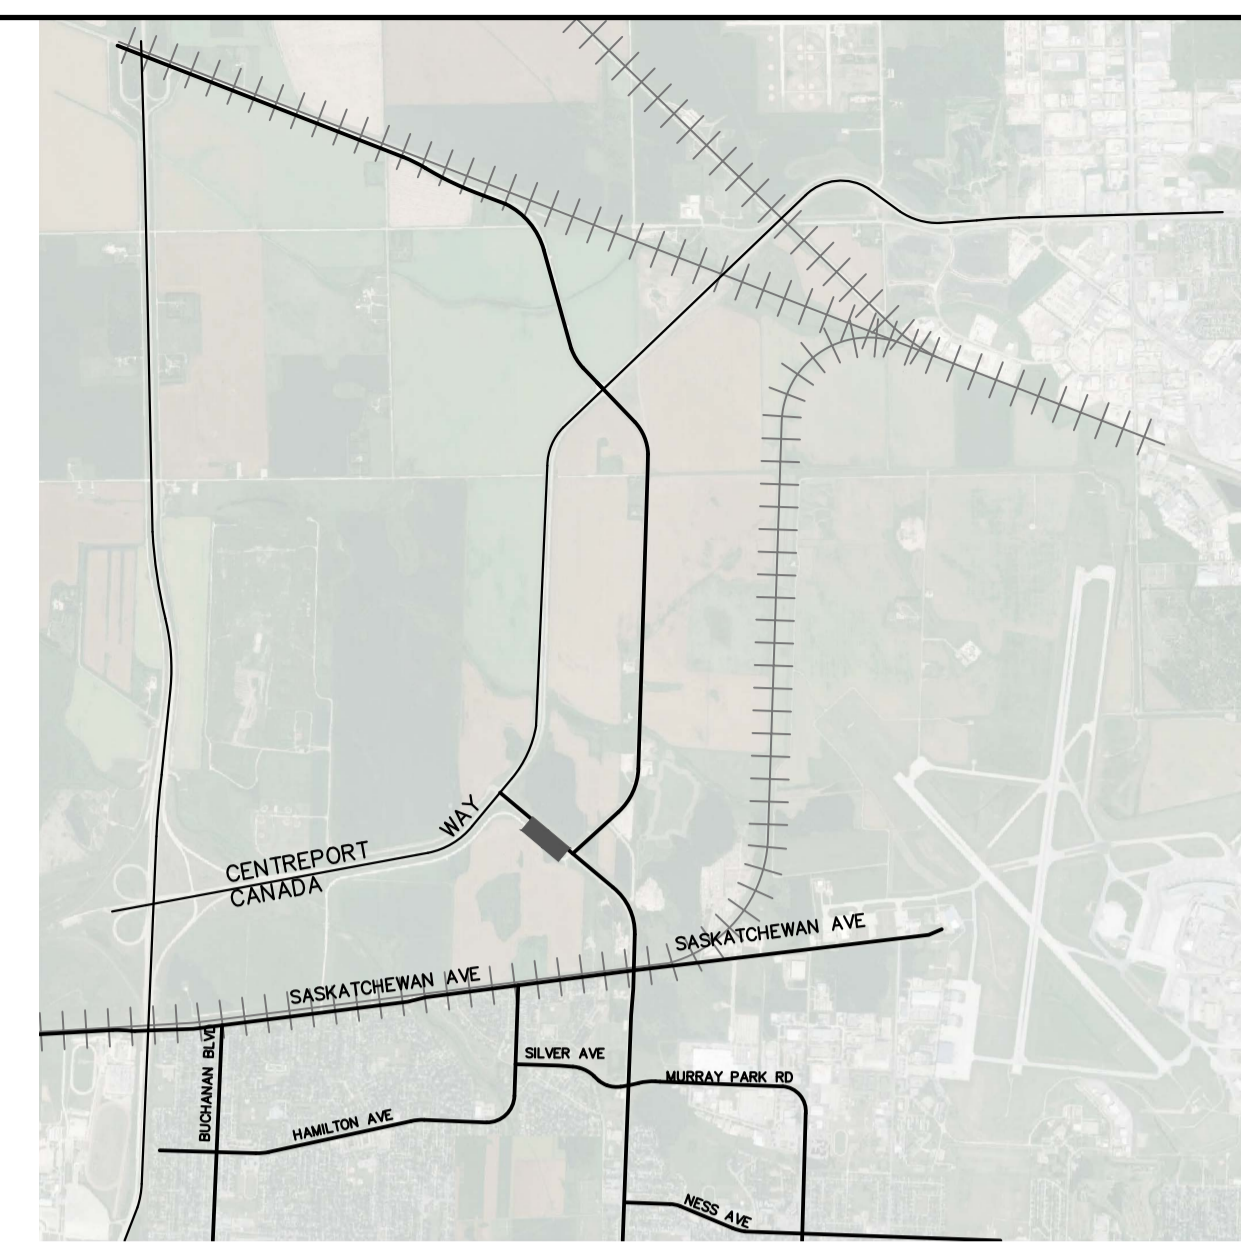 CENTREPORT
WAY
CANADA
SASKATCHEWAN AVE
SASKATCHEWAN AVE
BUCHANAN BLVD
SILVER AVE
MURRAY PARK RD
HAMILTON AVE
NESS AVE